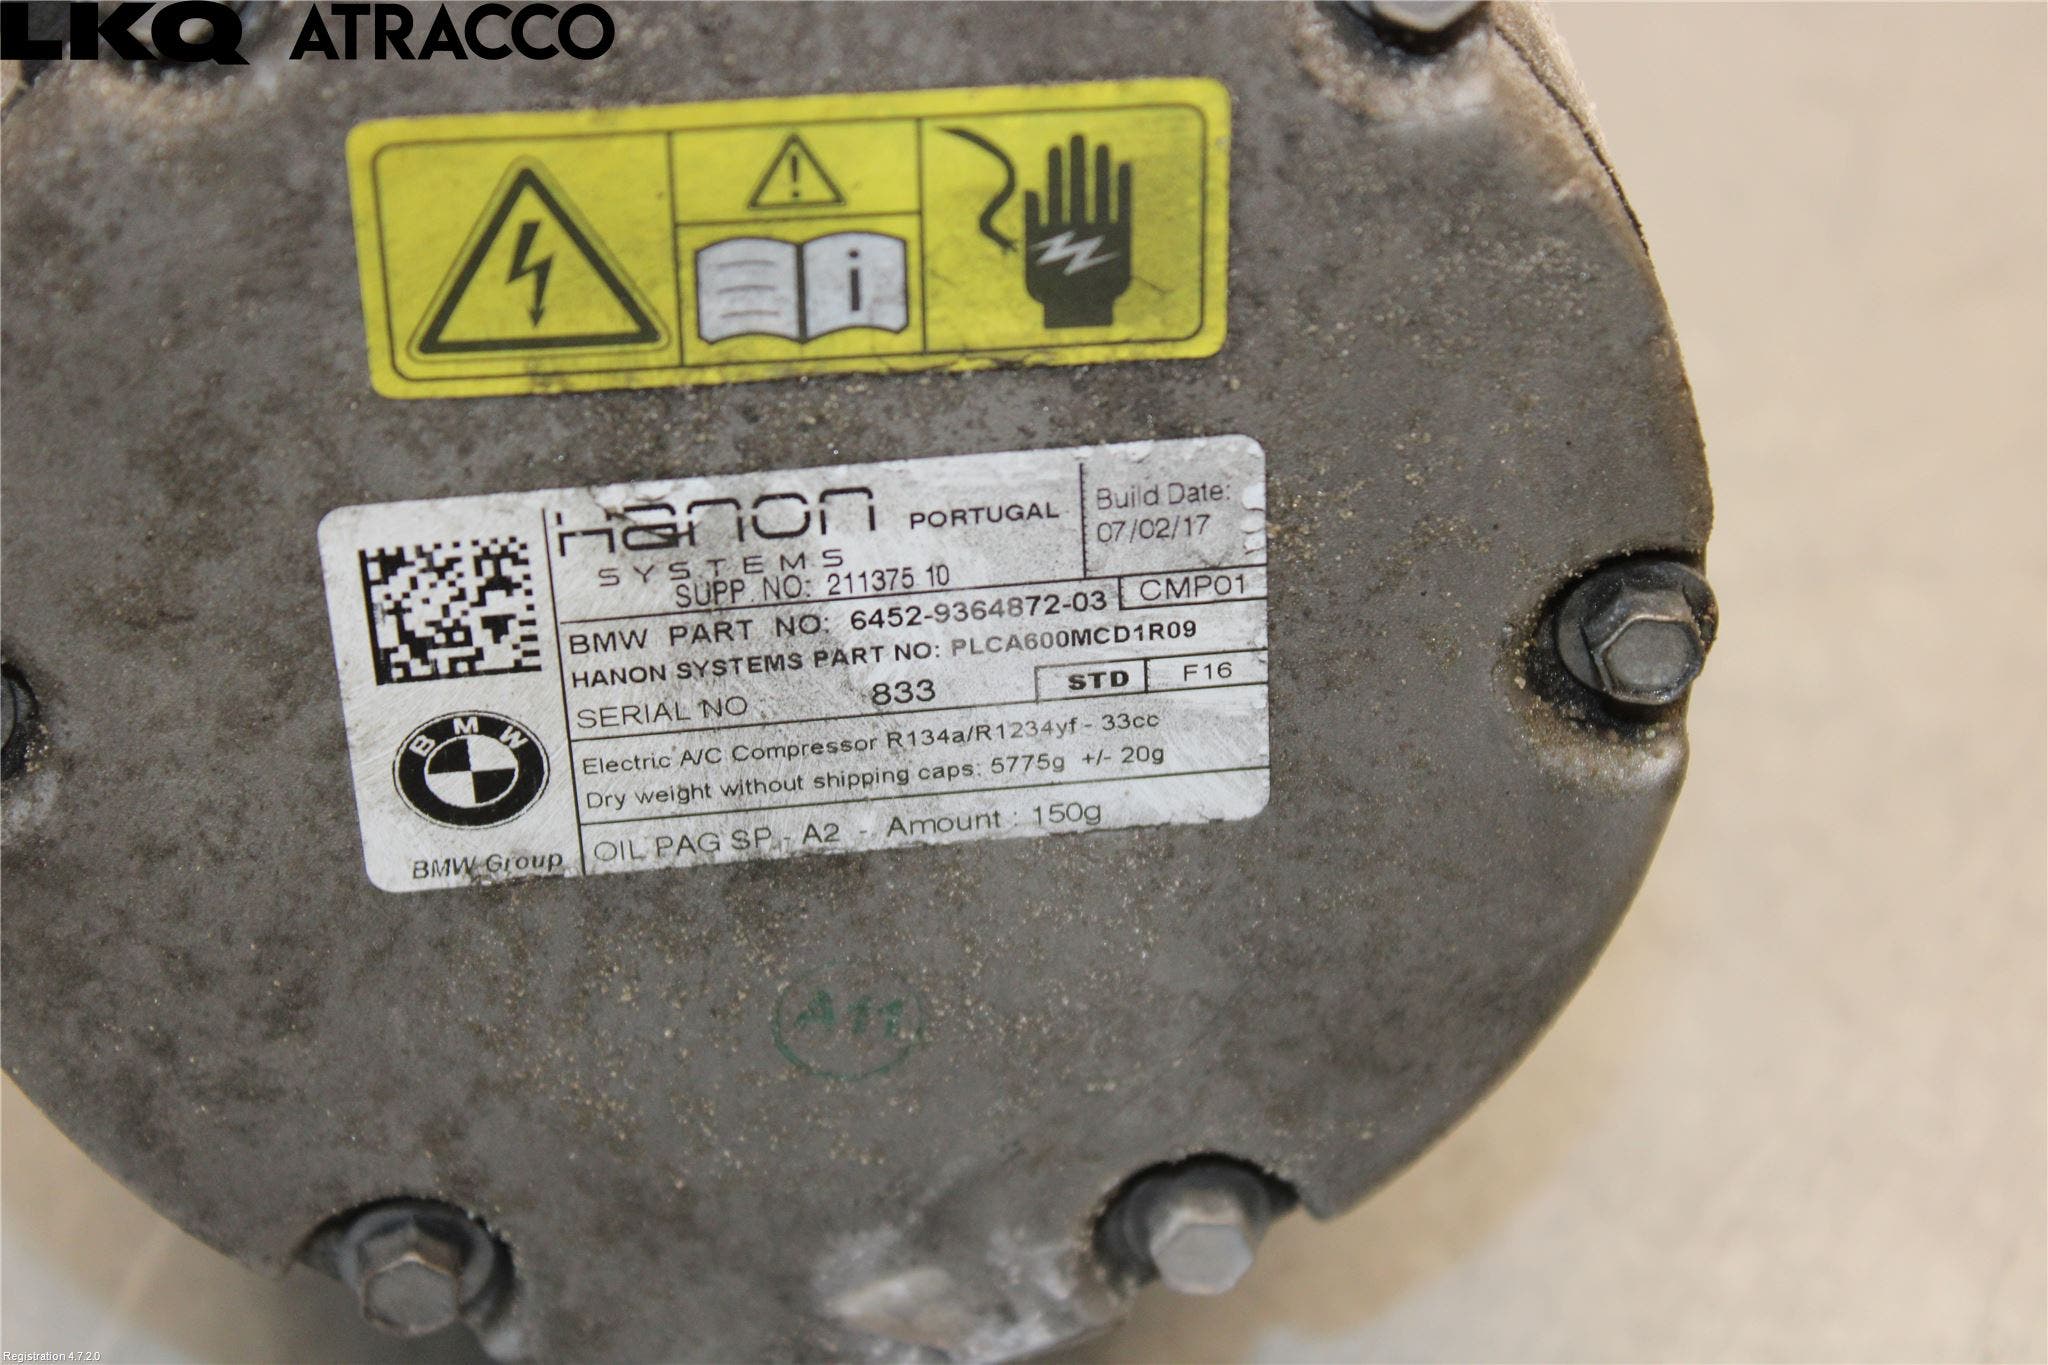 LKQ ATRACCO
i
Hanon PORTUGAL
SYSTEMS
Build Date:
07/02/17
SUPP. NO: 211375 10
BMW PART NO: 6452-9364872-03 CMP01
HANON SYSTEMS PART NO: PLCA600MCD1R09
SERIAL NO 833 STD F16
Electric A/C Compressor R134a/R1234yf - 33cc
Dry weight without shipping caps: 5775g +/- 20g
OIL PAG SP - A2 - Amount : 150g
BMW
BMW Group
A11
Registration 4.7.2.0